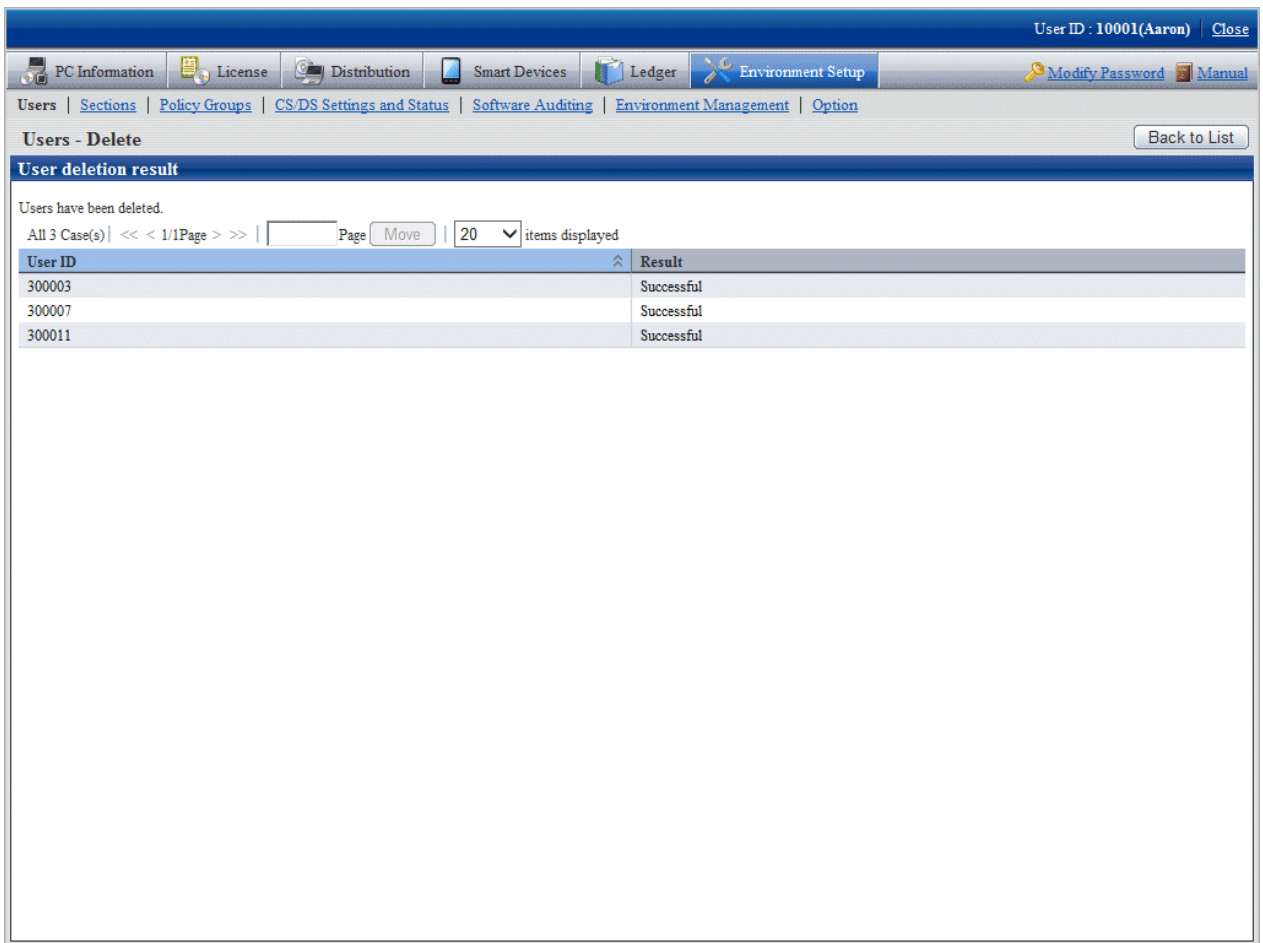 User ID : 10001(Aaron) | Close
PC Information License Distribution Smart Devices Ledger Environment Setup Modify Password Manual
Users | Sections | Policy Groups | CS/DS Settings and Status | Software Auditing | Environment Management | Option
Users - Delete Back to List
User deletion result
Users have been deleted.
All 3 Case(s)| << < 1/1Page > >> | Page Move | 20 items displayed
User ID Result
300003 Successful
300007 Successful
300011 Successful